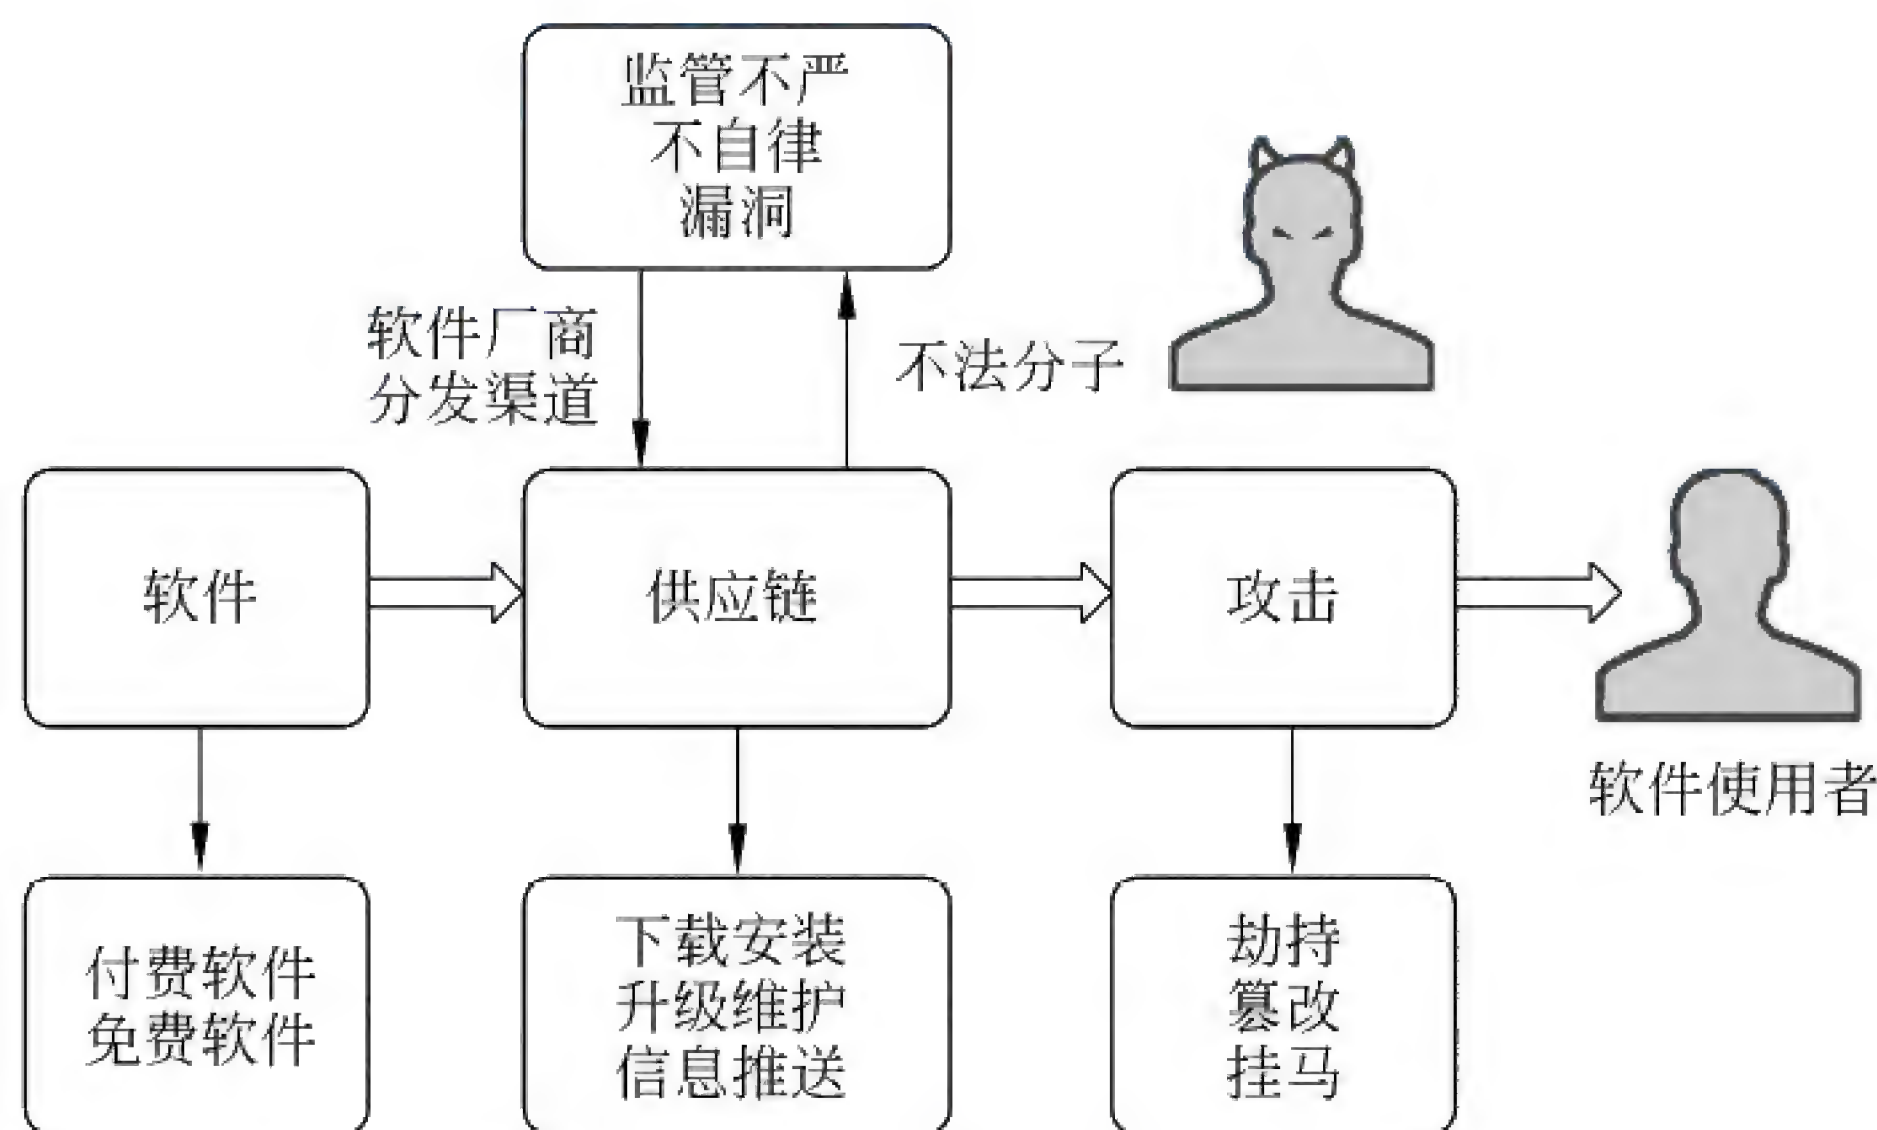 监管不严
不自律
漏洞
软件厂商
分发渠道
不法分子
软件
供应链
攻击
软件使用者
付费软件
免费软件
下载安装
升级维护
信息推送
劫持
篡改
挂马